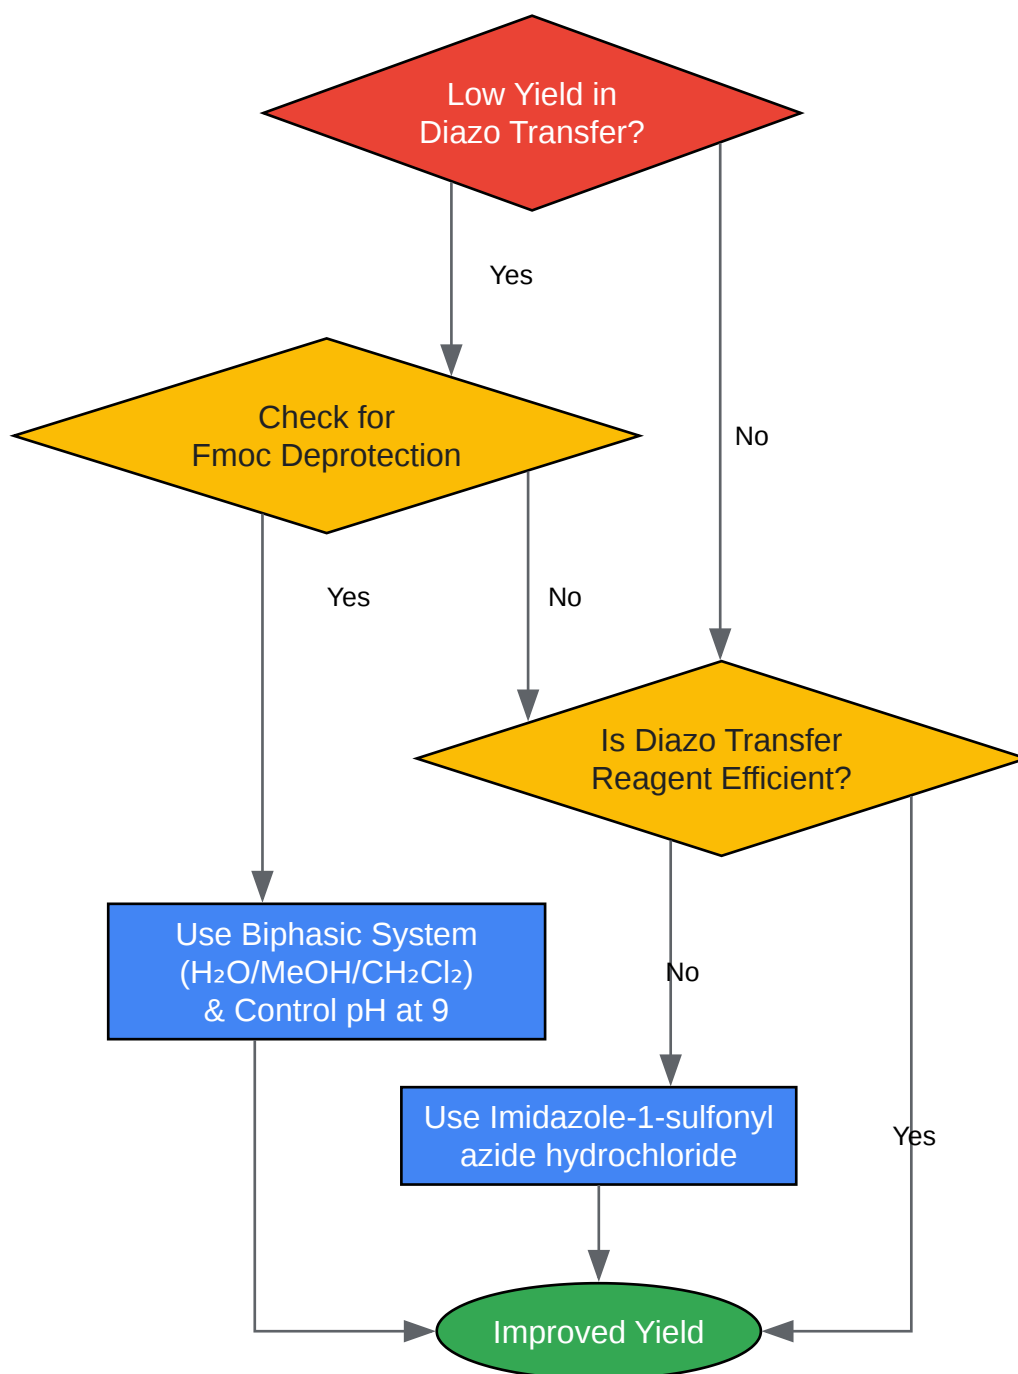 Low Yield in
Diazo Transfer?
Yes
Check for
Fmoc Deprotection
No
Yes
No
Is Diazo Transfer
Reagent Efficient?
Use Biphasic System
(H₂O/MeOH/CH₂Cl₂)
& Control pH at 9
No
Use Imidazole-1-sulfonyl
azide hydrochloride
Yes
Improved Yield